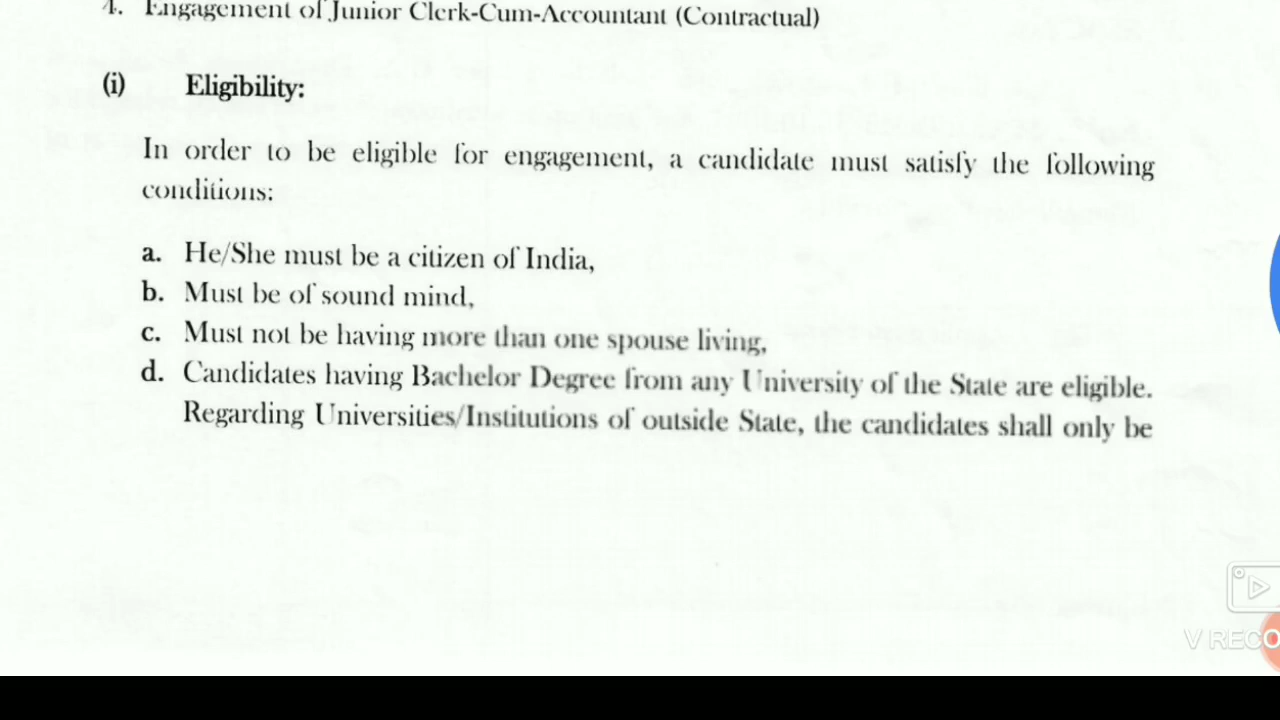 4. Engagement of Junior Clerk-Cum-Accountant (Contractual)
(i) Eligibility:
In order to be eligible for engagement, a candidate must satisfy the following
conditions:
a. He/She must be a citizen of India,
b. Must be of sound mind,
c. Must not be having more than one spouse living,
d. Candidates having Bachelor Degree from any University of the State are eligible.
Regarding Universities/Institutions of outside State, the candidates shall only be
V RECO